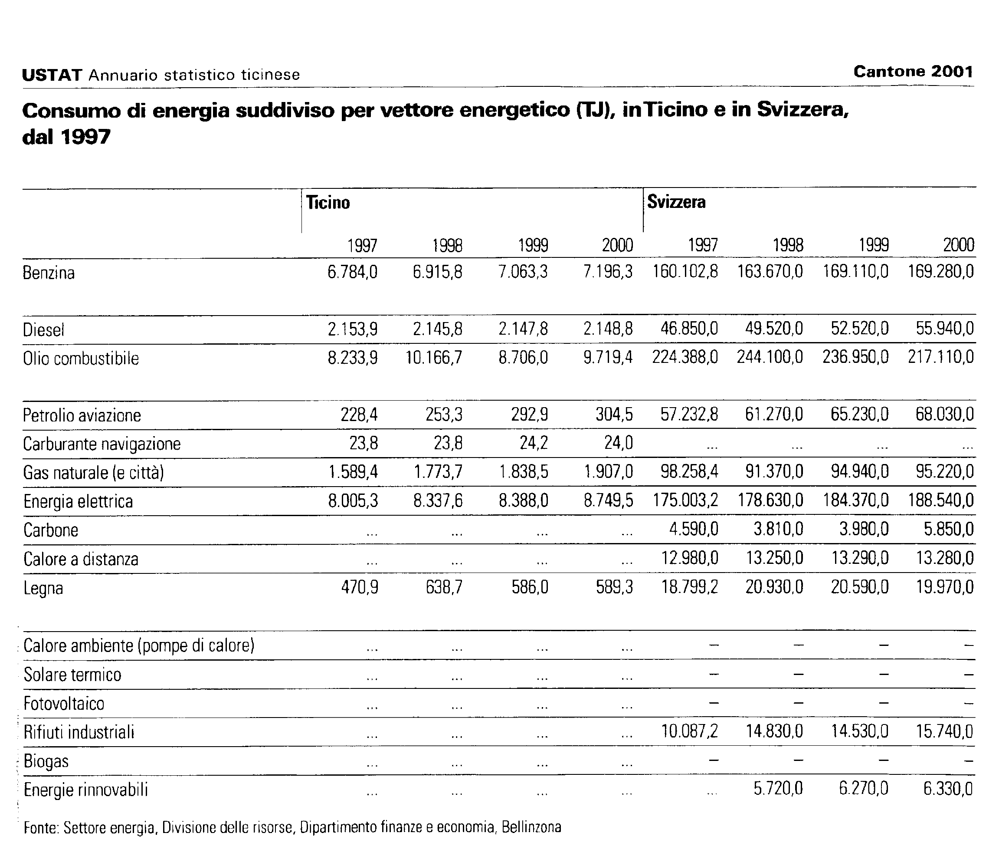 USTAT Annuario statistico ticinese Cantone 2001
Consumo di energia suddiviso per vettore energetico (TJ), in Ticino e in Svizzera,
dal 1997
Ticino Svizzera
1997 1998 1999 2000 1997 1998 1999 2000
Benzina 6.784,0 6.915,8 7.063,3 7.196,3 160.102,8 163.670,0 169.110,0 169.280,0
Diesel 2.153,9 2.145,8 2.147,8 2.148,8 46.850,0 49.520,0 52.520,0 55.940,0
Olio combustibile 8.233,9 10.166,7 8.706,0 9.719,4 224.388,0 244.100,0 236.950,0 217.110,0
Petrolio aviazione 228,4 253,3 292,9 304,5 57.232,8 61.270,0 65.230,0 68.030,0
Carburante navigazione 23,8 23,8 24,2 24,0 ... ... ... ...
Gas naturale (e città) 1.589,4 1.773,7 1.838,5 1.907,0 98.258,4 91.370,0 94.940,0 95.220,0
Energia elettrica 8.005,3 8.337,6 8.388,0 8.749,5 175.003,2 178.630,0 184.370,0 188.540,0
Carbone ... ... ... ... 4.590,0 3.810,0 3.980,0 5.850,0
Calore a distanza ... ... ... ... 12.980,0 13.250,0 13.290,0 13.280,0
Legna 470,9 638,7 586,0 589,3 18.799,2 20.930,0 20.590,0 19.970,0
Calore ambiente (pompe di calore) ... ... ... ... – – – –
Solare termico ... ... ... ... – – – –
Fotovoltaico ... ... ... ... – – – –
Rifiuti industriali ... ... ... ... 10.087,2 14.830,0 14.530,0 15.740,0
Biogas ... ... ... ... – – – –
Energie rinnovabili ... ... ... ... ... 5.720,0 6.270,0 6.330,0
Fonte: Settore energia, Divisione delle risorse, Dipartimento finanze e economia, Bellinzona